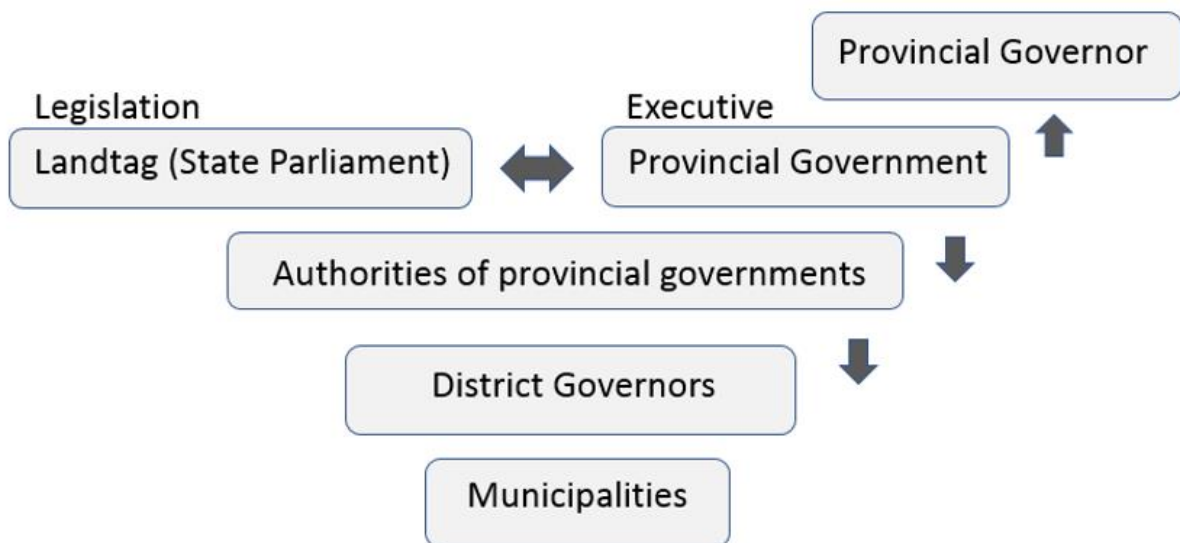 Provincial Governor
Legislation
Executive
Landtag (State Parliament)
Provincial Government
Authorities of provincial governments
District Governors
Municipalities